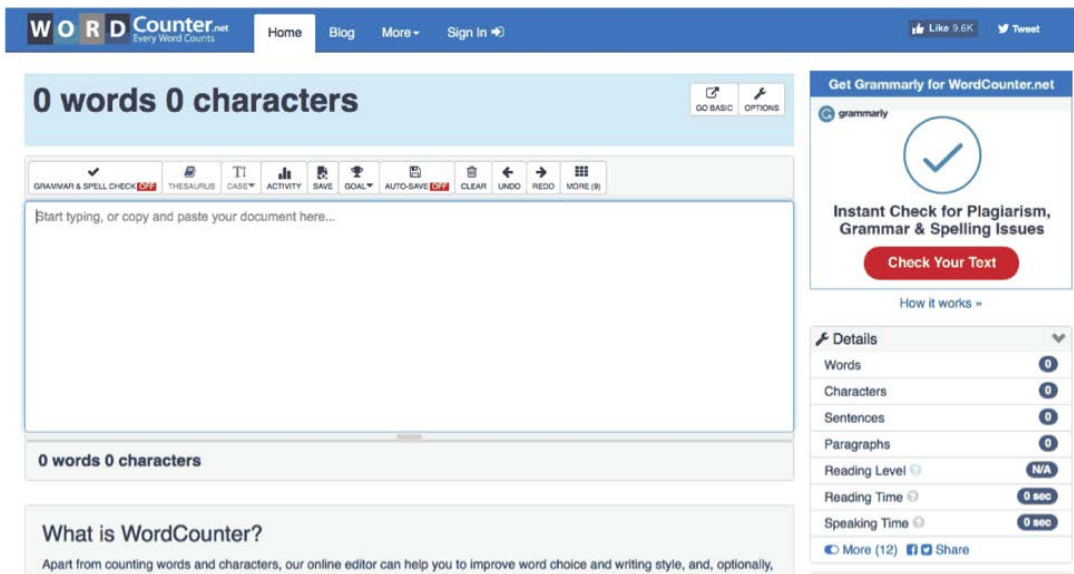 WORD Counter.net
Every Word Counts
Home Blog More Sign In
Like 9.6K Tweet
0 words 0 characters
GO BASIC OPTIONS
GRAMMAR & SPELL CHECK OFF THESAURUS CASE ACTIVITY SAVE GOAL AUTO-SAVE OFF CLEAR UNDO REDO MORE (9)
Start typing, or copy and paste your document here...
0 words 0 characters
What is WordCounter?
Apart from counting words and characters, our online editor can help you to improve word choice and writing style, and, optionally,
Get Grammarly for WordCounter.net
grammarly
Instant Check for Plagiarism,
Grammar & Spelling Issues
Check Your Text
How it works »
Details
Words 0
Characters 0
Sentences 0
Paragraphs 0
Reading Level N/A
Reading Time 0 sec
Speaking Time 0 sec
More (12) Share